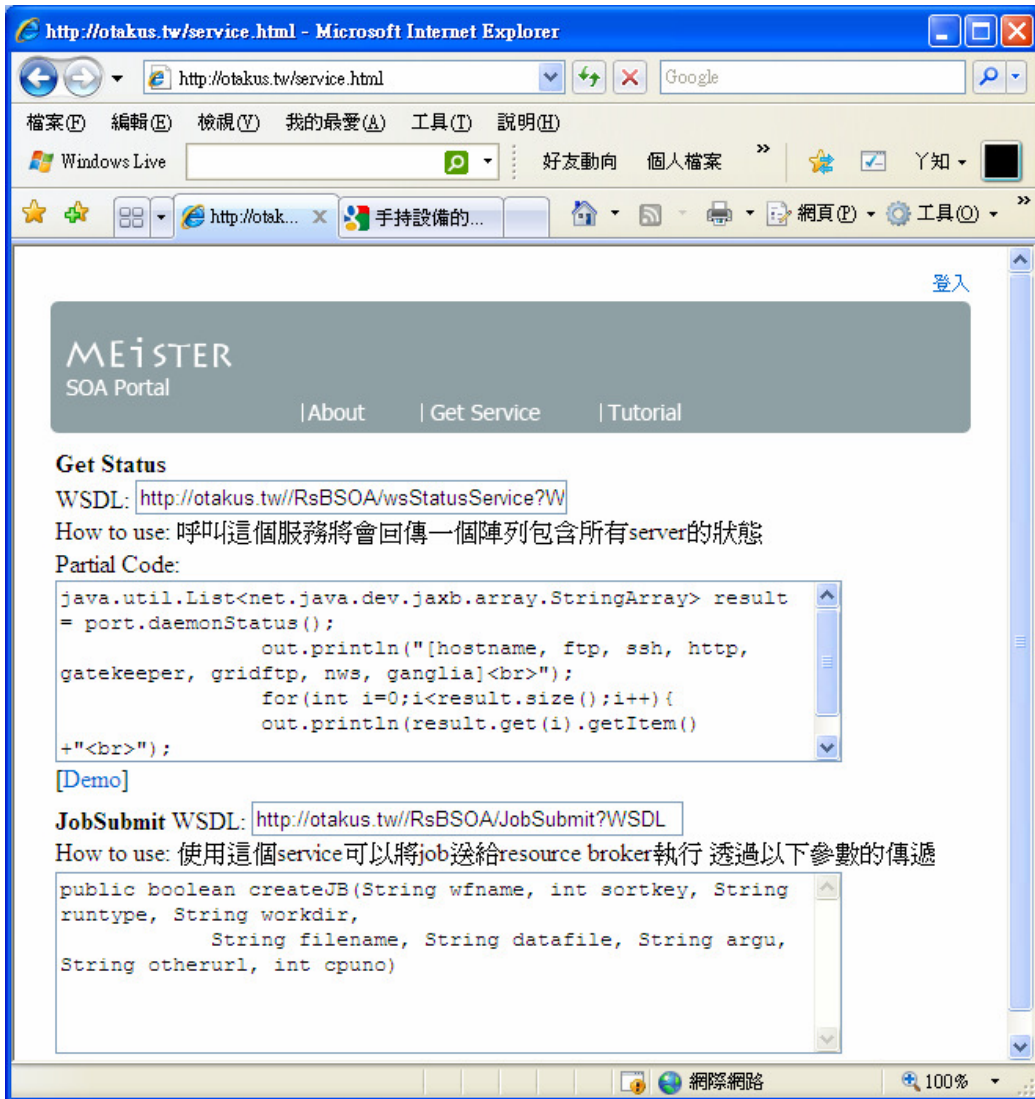 http://otakus.tw/service.html - Microsoft Internet Explorer
http://otakus.tw/service.html
Google
檔案(F) 編輯(E) 檢視(V) 我的最愛(A) 工具(T) 說明(H)
Windows Live 好友動向 個人檔案 » ㄚ知
http://otak... 手持設備的... 網頁(P) 工具(O) »
登入
MEiSTER
SOA Portal
|About |Get Service |Tutorial
Get Status
WSDL: http://otakus.tw//RsBSOA/wsStatusService?W
How to use: 呼叫這個服務將會回傳一個陣列包含所有server的狀態
Partial Code:
java.util.List<net.java.dev.jaxb.array.StringArray> result
= port.daemonStatus();
out.println("[hostname, ftp, ssh, http,
gatekeeper, gridftp, nws, ganglia]<br>");
for(int i=0;i<result.size();i++){
out.println(result.get(i).getItem()
+"<br>");
[Demo]
JobSubmit WSDL: http://otakus.tw//RsBSOA/JobSubmit?WSDL
How to use: 使用這個service可以將job送給resource broker執行 透過以下參數的傳遞
public boolean createJB(String wfname, int sortkey, String
runtype, String workdir,
String filename, String datafile, String argu,
String otherurl, int cpuno)
網際網路 100%